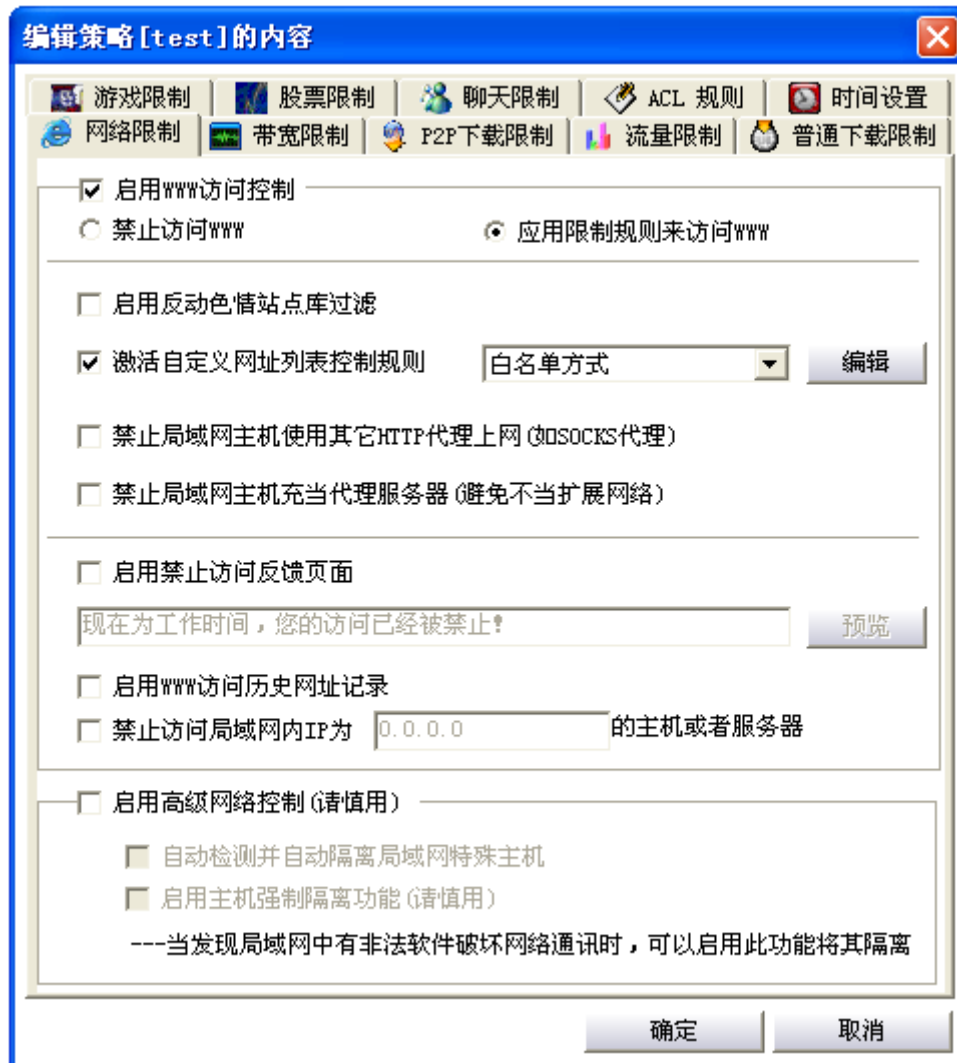 编辑策略[test]的内容
游戏限制 股票限制 聊天限制 ACL 规则 时间设置
网络限制 带宽限制 P2P下载限制 流量限制 普通下载限制
启用WWW访问控制
禁止访问WWW 应用限制规则来访问WWW
启用反动色情站点库过滤
激活自定义网址列表控制规则 白名单方式 编辑
禁止局域网主机使用其它HTTP代理上网(如SOCKS代理)
禁止局域网主机充当代理服务器(避免不当扩展网络)
启用禁止访问反馈页面
现在为工作时间，您的访问已经被禁止! 预览
启用WWW访问历史网址记录
禁止访问局域网内IP为 0.0.0.0 的主机或者服务器
启用高级网络控制(请慎用)
自动检测并自动隔离局域网特殊主机
启用主机强制隔离功能(请慎用)
---当发现局域网中有非法软件破坏网络通讯时，可以启用此功能将其隔离
确定 取消